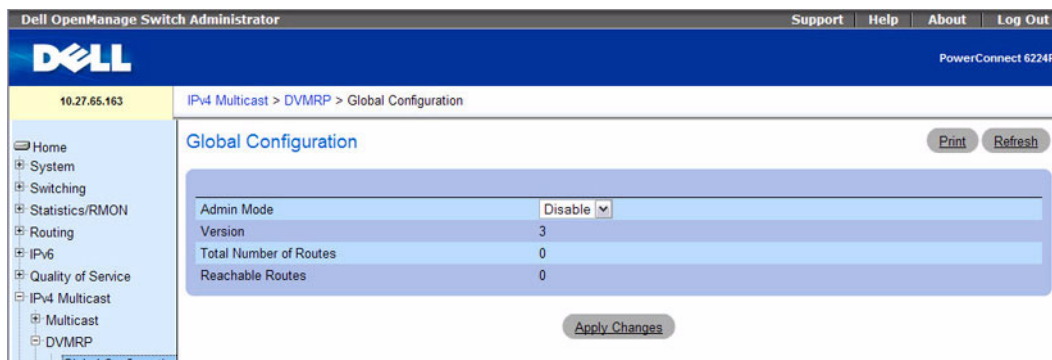 Dell OpenManage Switch Administrator
Support Help About Log Out
DELL
PowerConnect 6224P
10.27.65.163
IPv4 Multicast > DVMRP > Global Configuration
Home
System
Switching
Statistics/RMON
Routing
IPv6
Quality of Service
IPv4 Multicast
Multicast
DVMRP
Global Configuration
Print Refresh
Admin Mode Disable
Version 3
Total Number of Routes 0
Reachable Routes 0
Apply Changes